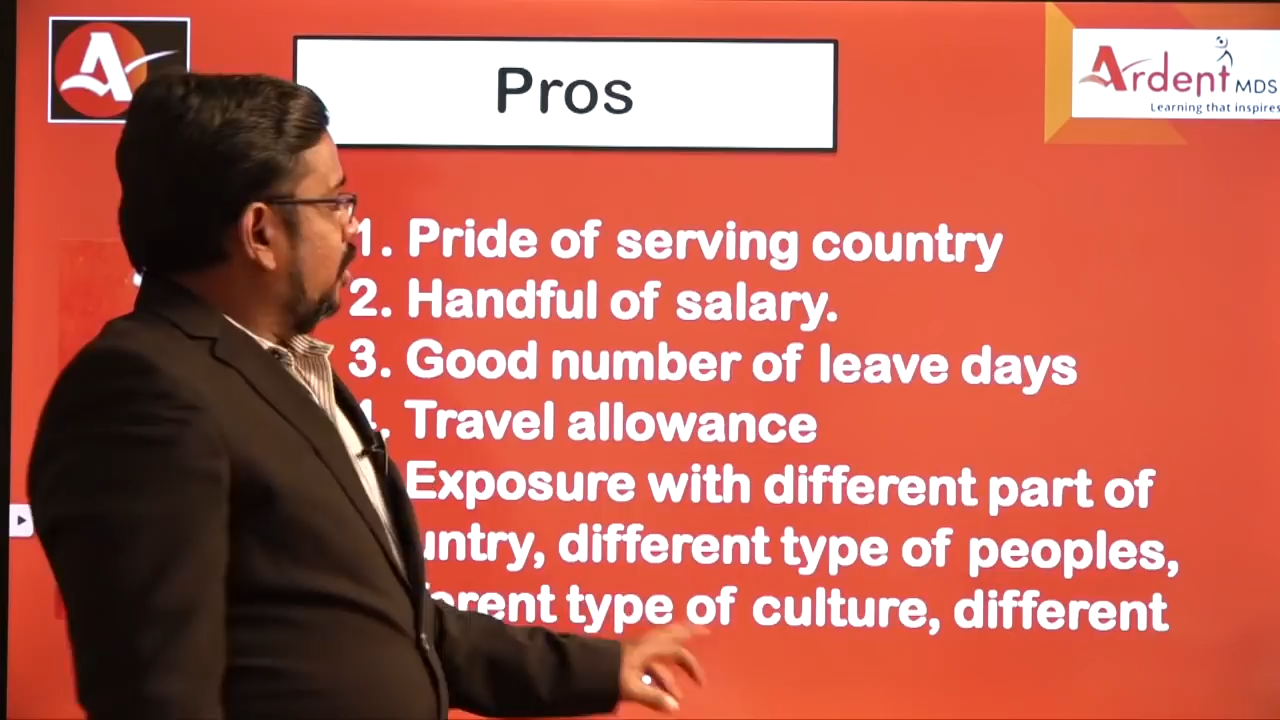 A
Pros
Ardent MDS
Learning that inspires
1. Pride of serving country
2. Handful of salary.
3. Good number of leave days
Travel allowance
Exposure with different part of
different type of peoples,
type of culture, different